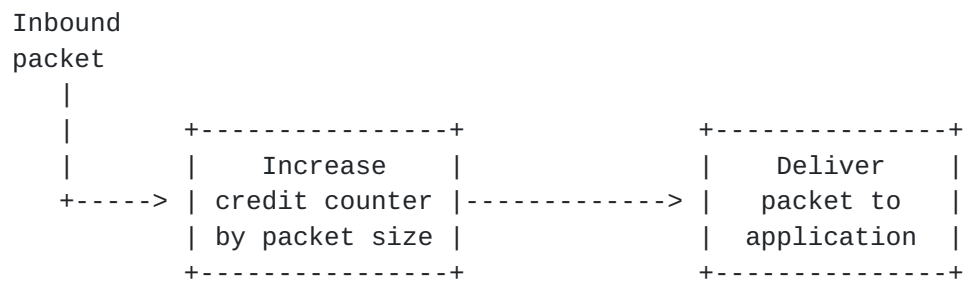 Inbound
packet
Increase
credit counter
by packet size
Deliver
packet to
application